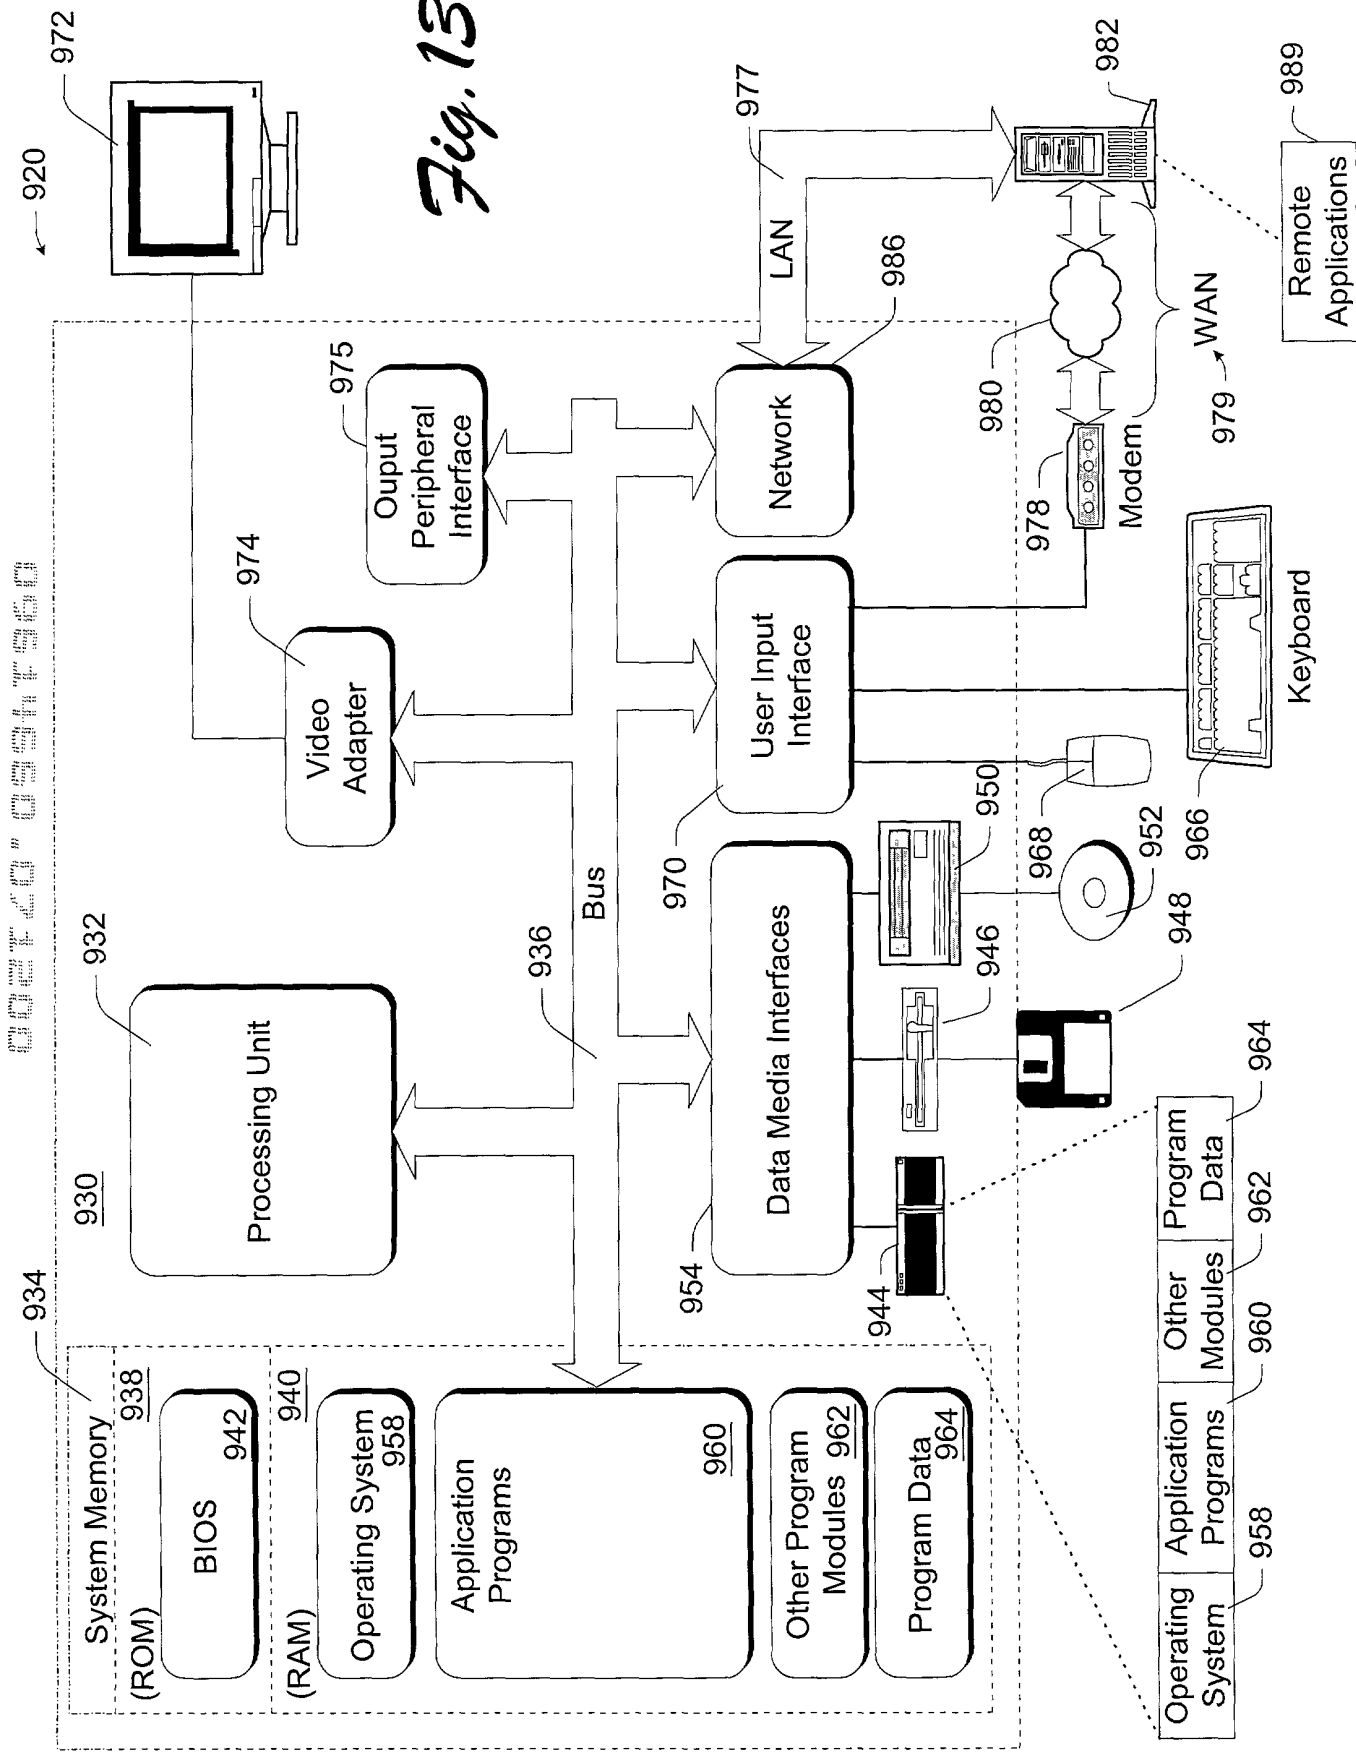 920
972
Fig. 13
934
System Memory
(ROM) 938
BIOS
942
(RAM) 940
Operating System
958
Application
Programs
960
Other Program
Modules 962
Program Data
964
930
932
Processing Unit
974
Video
Adapter
975
Ouput
Peripheral
Interface
936
Bus
954
Data Media Interfaces
970
User Input
Interface
Network
986
LAN
977
944
946
950
948
952
968
966
Keyboard
978
Modem
980
979
WAN
982
989
Remote
Applications
Operating
System
Application
Programs
Other
Modules
Program
Data
958
960
962
964